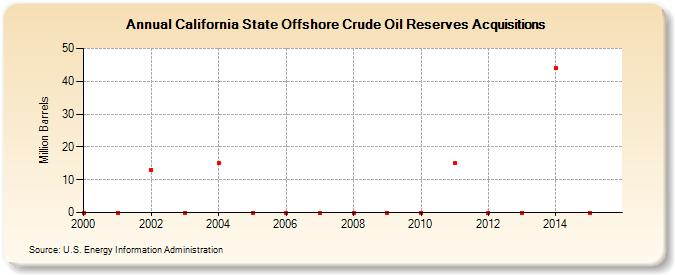 Annual California State Offshore Crude Oil Reserves Acquisitions
Million Barrels
50
40
30
20
10
0
2000 2002 2004 2006 2008 2010 2012 2014
Source: U.S. Energy Information Administration